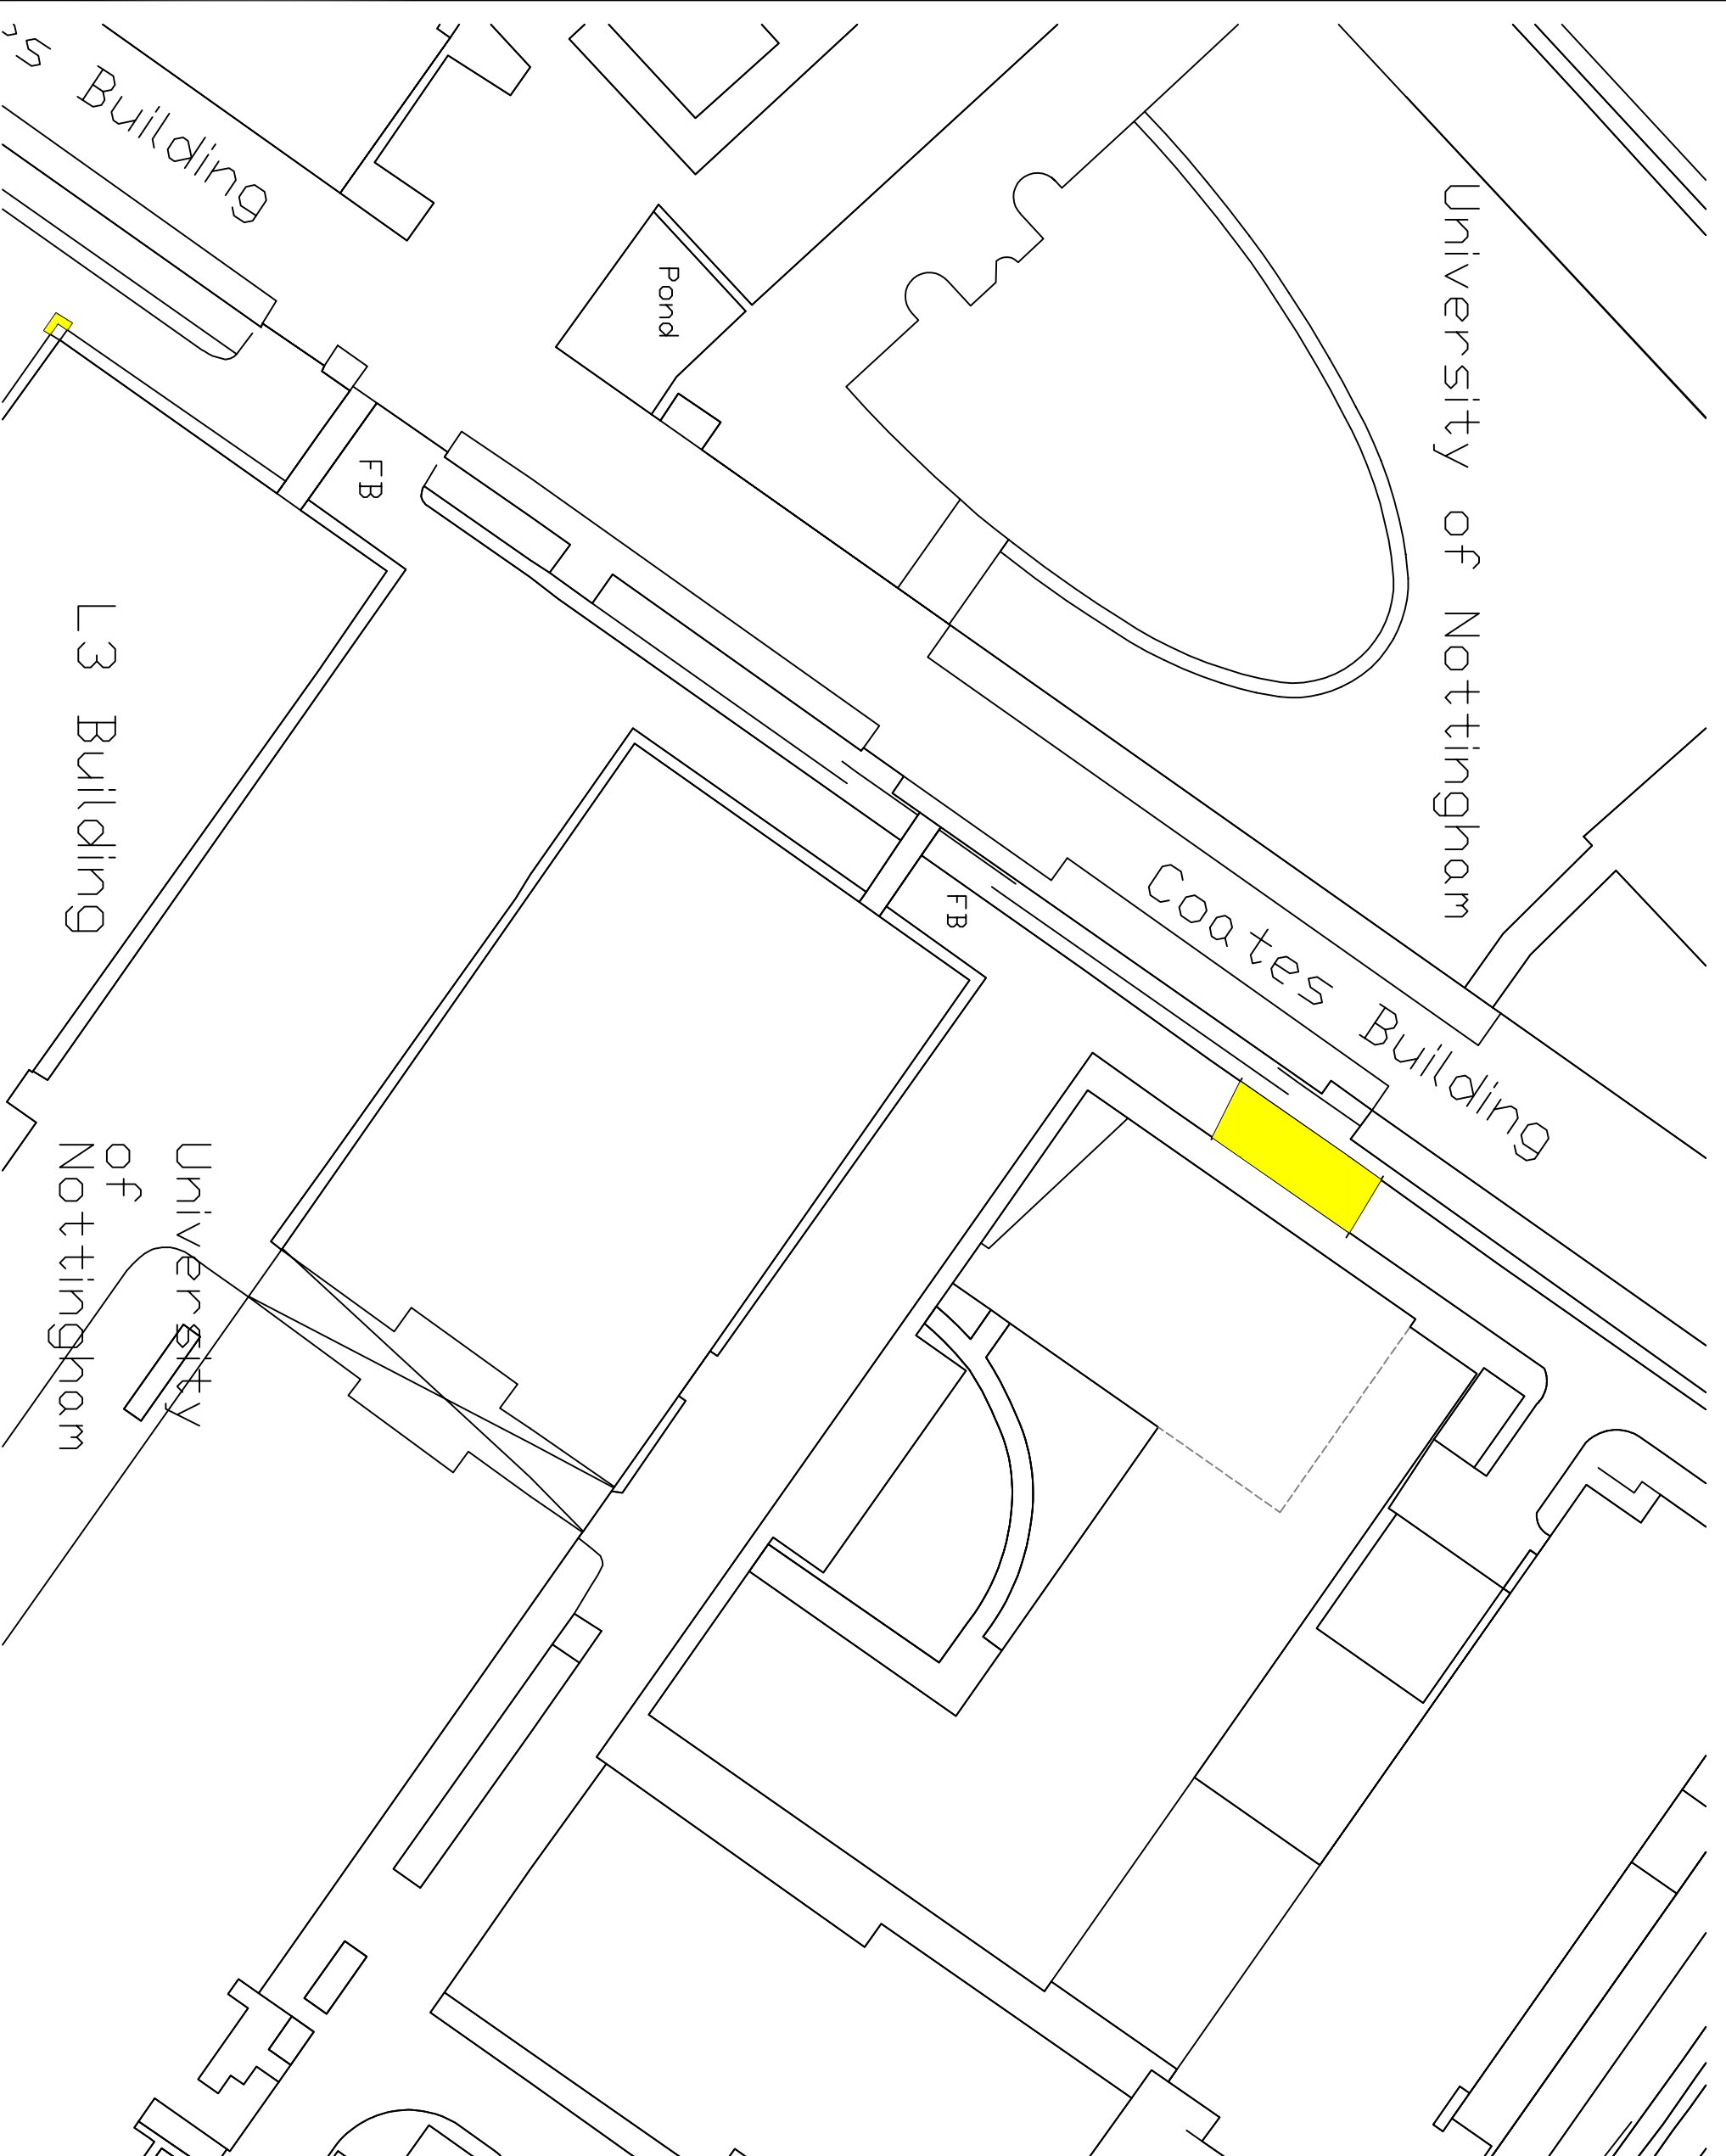 s Building
Pond
University of Nottingham
FB
L3 Building
FB
Coates Building
University
of
Nottingham